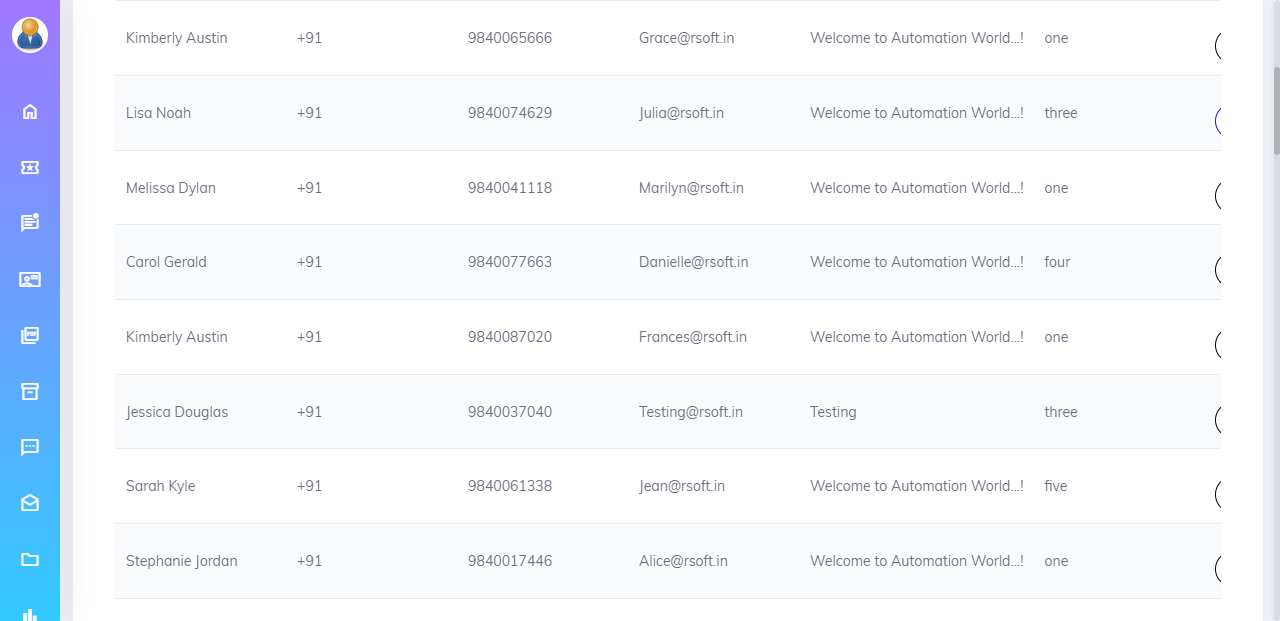 Kimberly Austin +91 9840065666 Grace@rsoft.in Welcome to Automation World...! one
Lisa Noah +91 9840074629 Julia@rsoft.in Welcome to Automation World...! three
Melissa Dylan +91 9840041118 Marilyn@rsoft.in Welcome to Automation World...! one
Carol Gerald +91 9840077663 Danielle@rsoft.in Welcome to Automation World...! four
Kimberly Austin +91 9840087020 Frances@rsoft.in Welcome to Automation World...! one
Jessica Douglas +91 9840037040 Testing@rsoft.in Testing three
Sarah Kyle +91 9840061338 Jean@rsoft.in Welcome to Automation World...! five
Stephanie Jordan +91 9840017446 Alice@rsoft.in Welcome to Automation World...! one